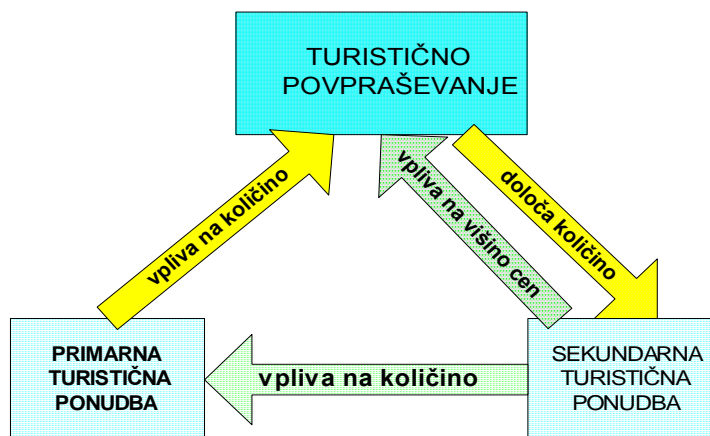 TURISTIČNO
POVPRAŠEVANJE
vpliva na količino
vpliva na višino cen
določa količino
PRIMARNA
TURISTIČNA
PONUDBA
vpliva na količino
SEKUNDARNA
TURISTIČNA
PONUDBA